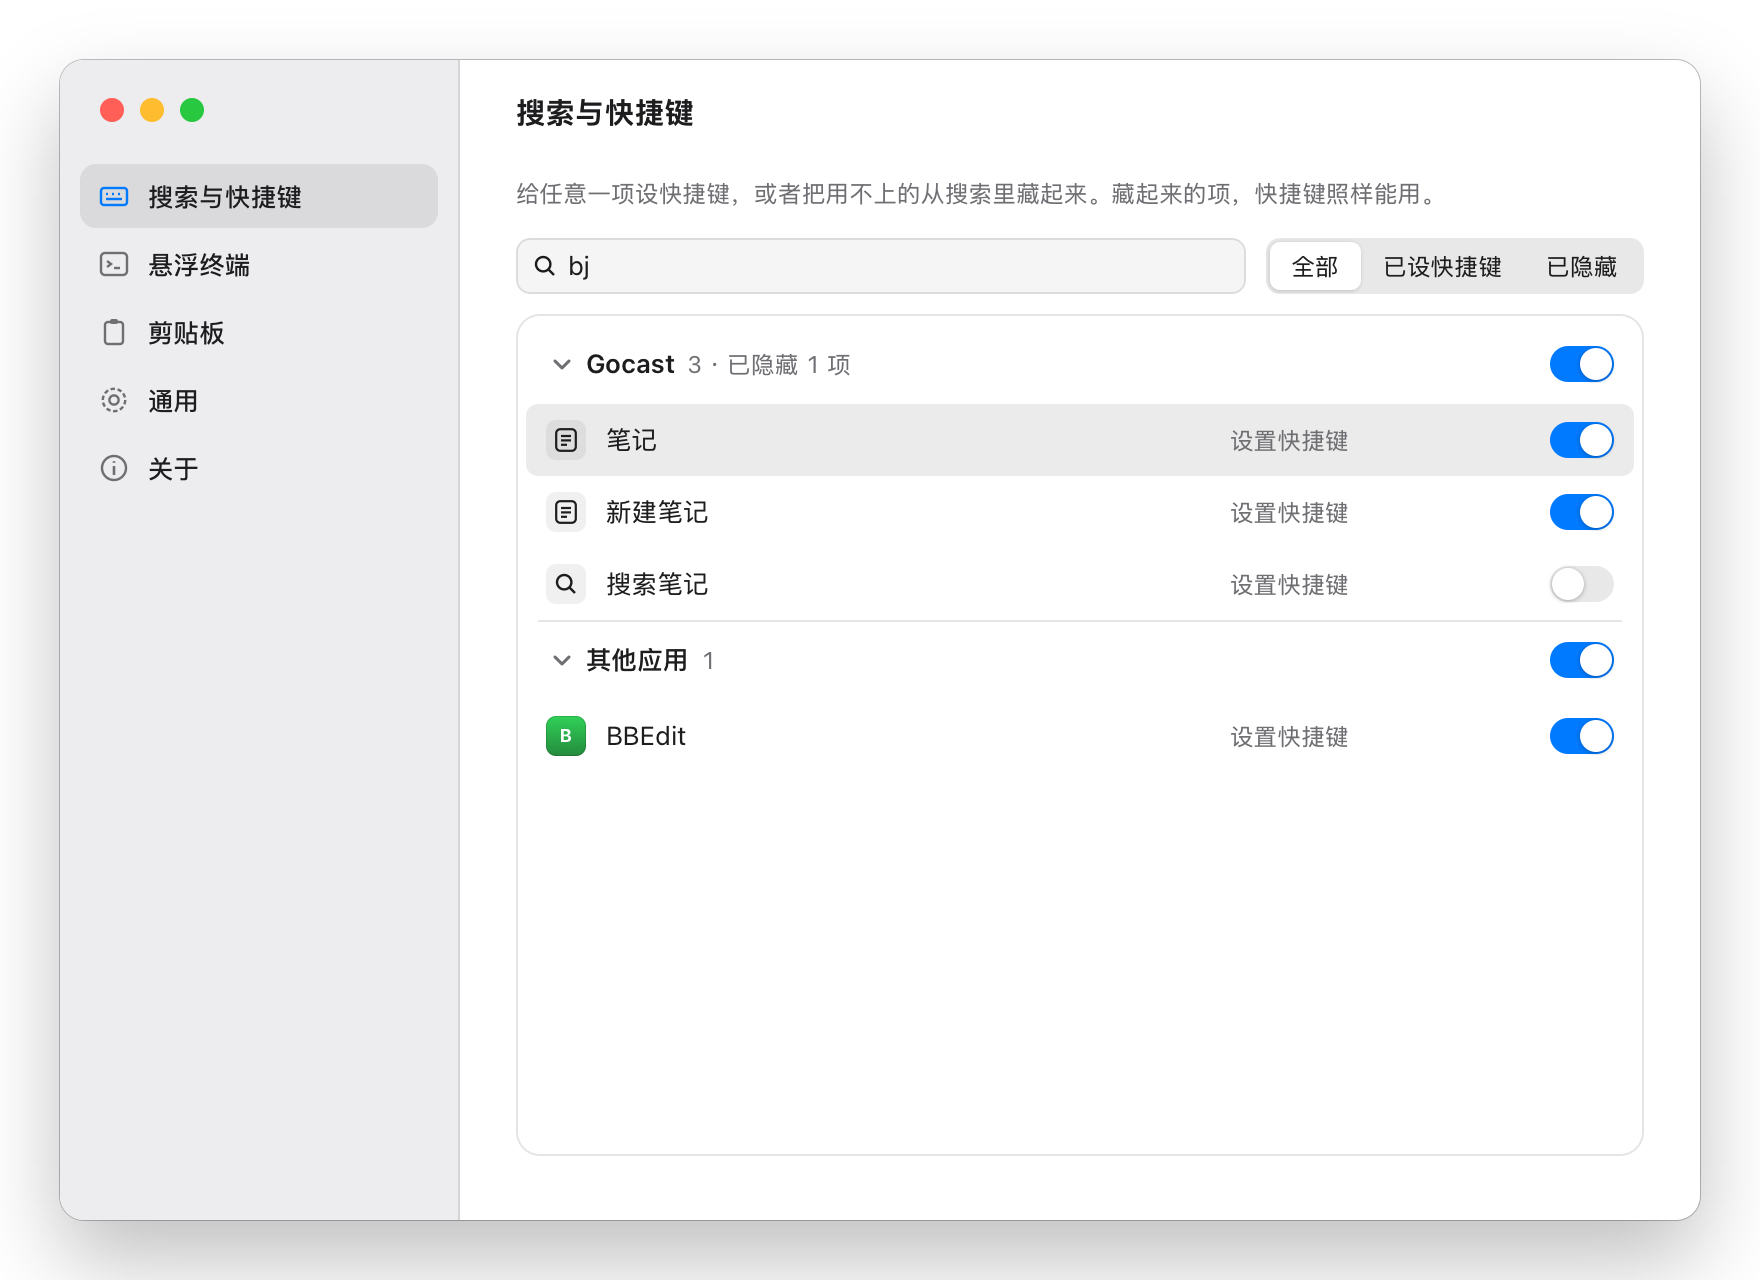 搜索与快捷键
悬浮终端
剪贴板
通用
关于
搜索与快捷键
给任意一项设快捷键，或者把用不上的从搜索里藏起来。藏起来的项，快捷键照样能用。
bj
全部 已设快捷键 已隐藏
Gocast 3 · 已隐藏 1 项
笔记 设置快捷键
新建笔记 设置快捷键
搜索笔记 设置快捷键
其他应用 1
B BBEdit 设置快捷键